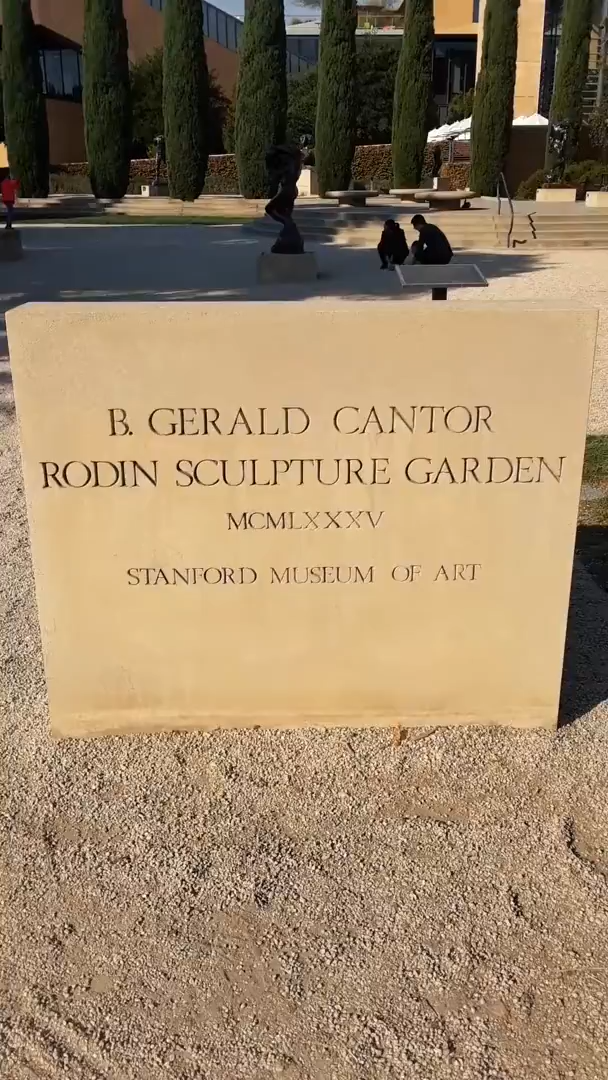 B. GERALD CANTOR
RODIN SCULPTURE GARDEN
MCMLXXXV
STANFORD MUSEUM OF ART